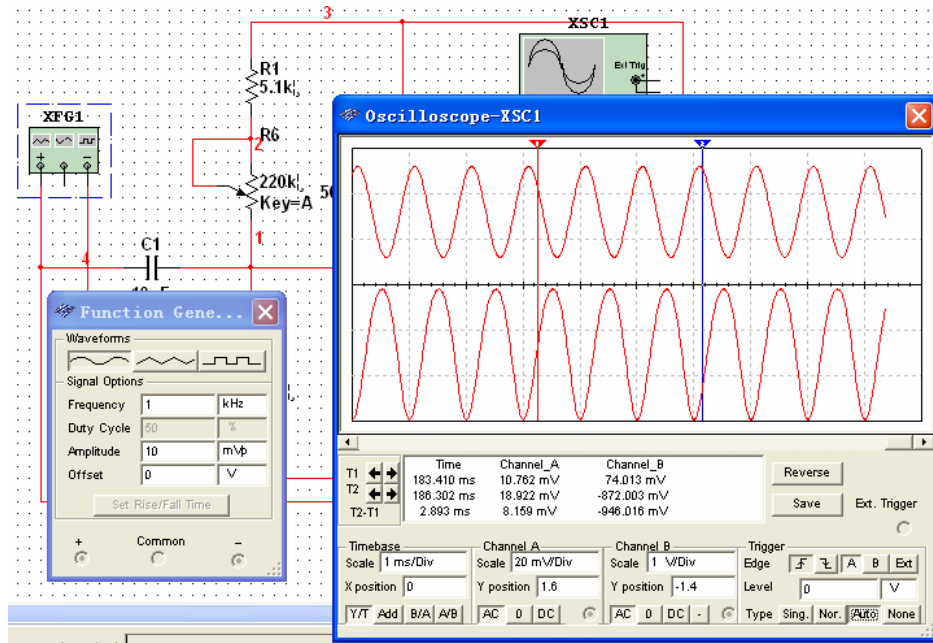 3
XSC1
Ext Trig
R1
5.1k
XFG1
R6
2
220k
Key=A
50
1
C1
4
Oscilloscope-XSC1
1
2
Function Gene...
Waveforms
Signal Options
Frequency 1 kHz
Duty Cycle 50 %
Amplitude 10 mVp
Offset 0 V
Set Rise/Fall Time
+ Common -
Time Channel_A Channel_B
T1 183.410 ms 10.762 mV 74.013 mV
T2 186.302 ms 18.922 mV -872.003 mV
T2-T1 2.893 ms 8.159 mV -946.016 mV
Reverse
Save
Ext. Trigger
Timebase
Scale 1 ms/Div
X position 0
Y/T Add B/A A/B
Channel A
Scale 20 mV/Div
Y position 1.6
AC 0 DC
Channel B
Scale 1 V/Div
Y position -1.4
AC 0 DC -
Trigger
Edge A B Ext
Level 0 V
Type Sing. Nor. Auto None